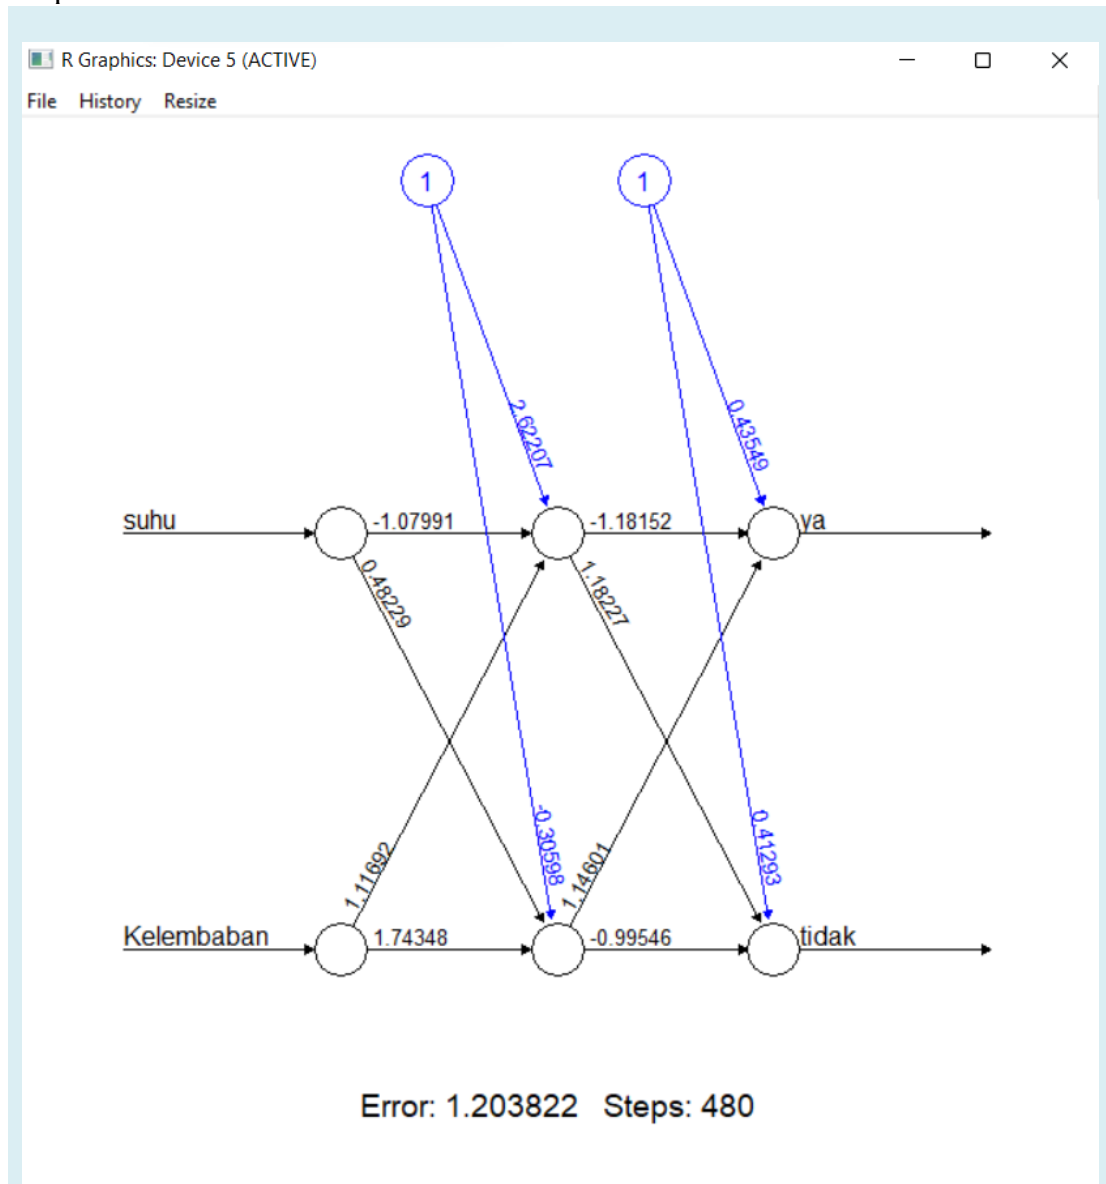 R Graphics: Device 5 (ACTIVE)
File History Resize
1 1
2.62207 0.43549
suhu -1.07991 -1.18152 ya
0.48229 1.18227
1.11692 -0.30598 1.14601 0.41293
Kelembaban 1.74348 -0.99546 tidak
Error: 1.203822 Steps: 480